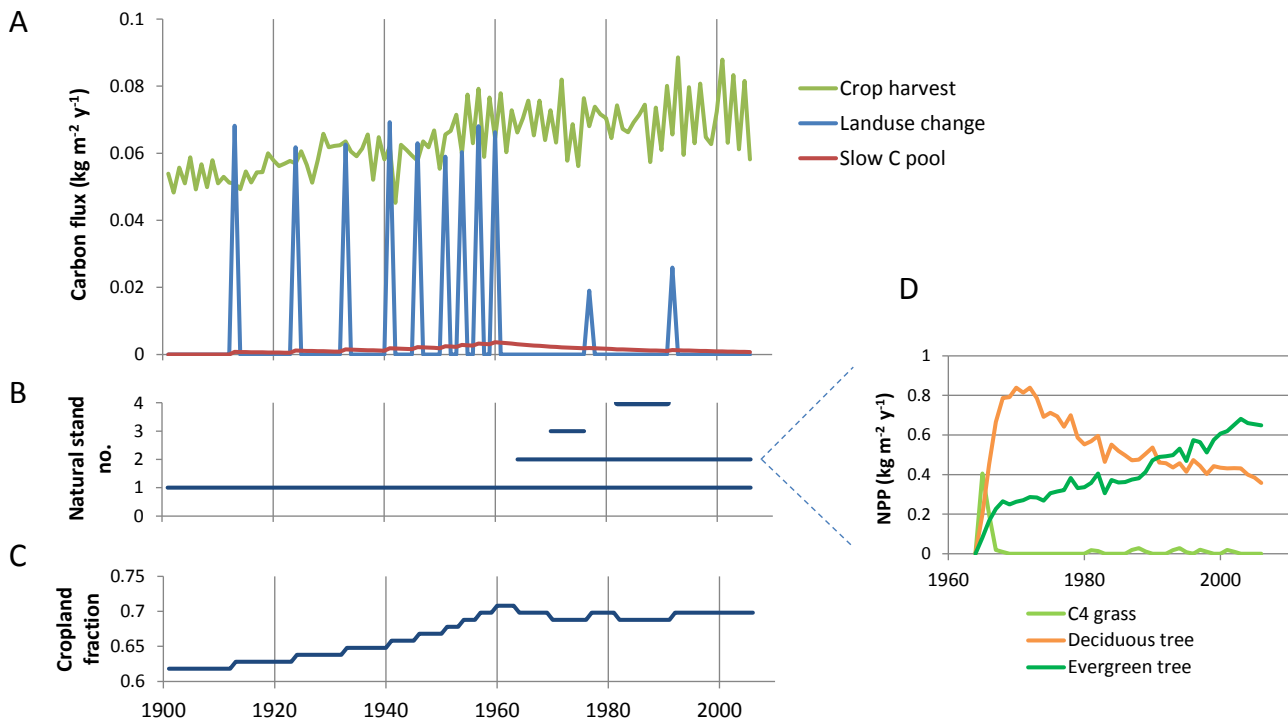 A
0.1
0.08
0.06
0.04
0.02
0
Carbon flux (kg m⁻² y⁻¹)
Crop harvest
Landuse change
Slow C pool
B
4
3
2
1
0
Natural stand
no.
C
0.75
0.7
0.65
0.6
Cropland
fraction
1900
1920
1940
1960
1980
2000
D
1
0.8
0.6
0.4
0.2
0
NPP (kg m⁻² y⁻¹)
1960
1980
2000
C4 grass
Deciduous tree
Evergreen tree